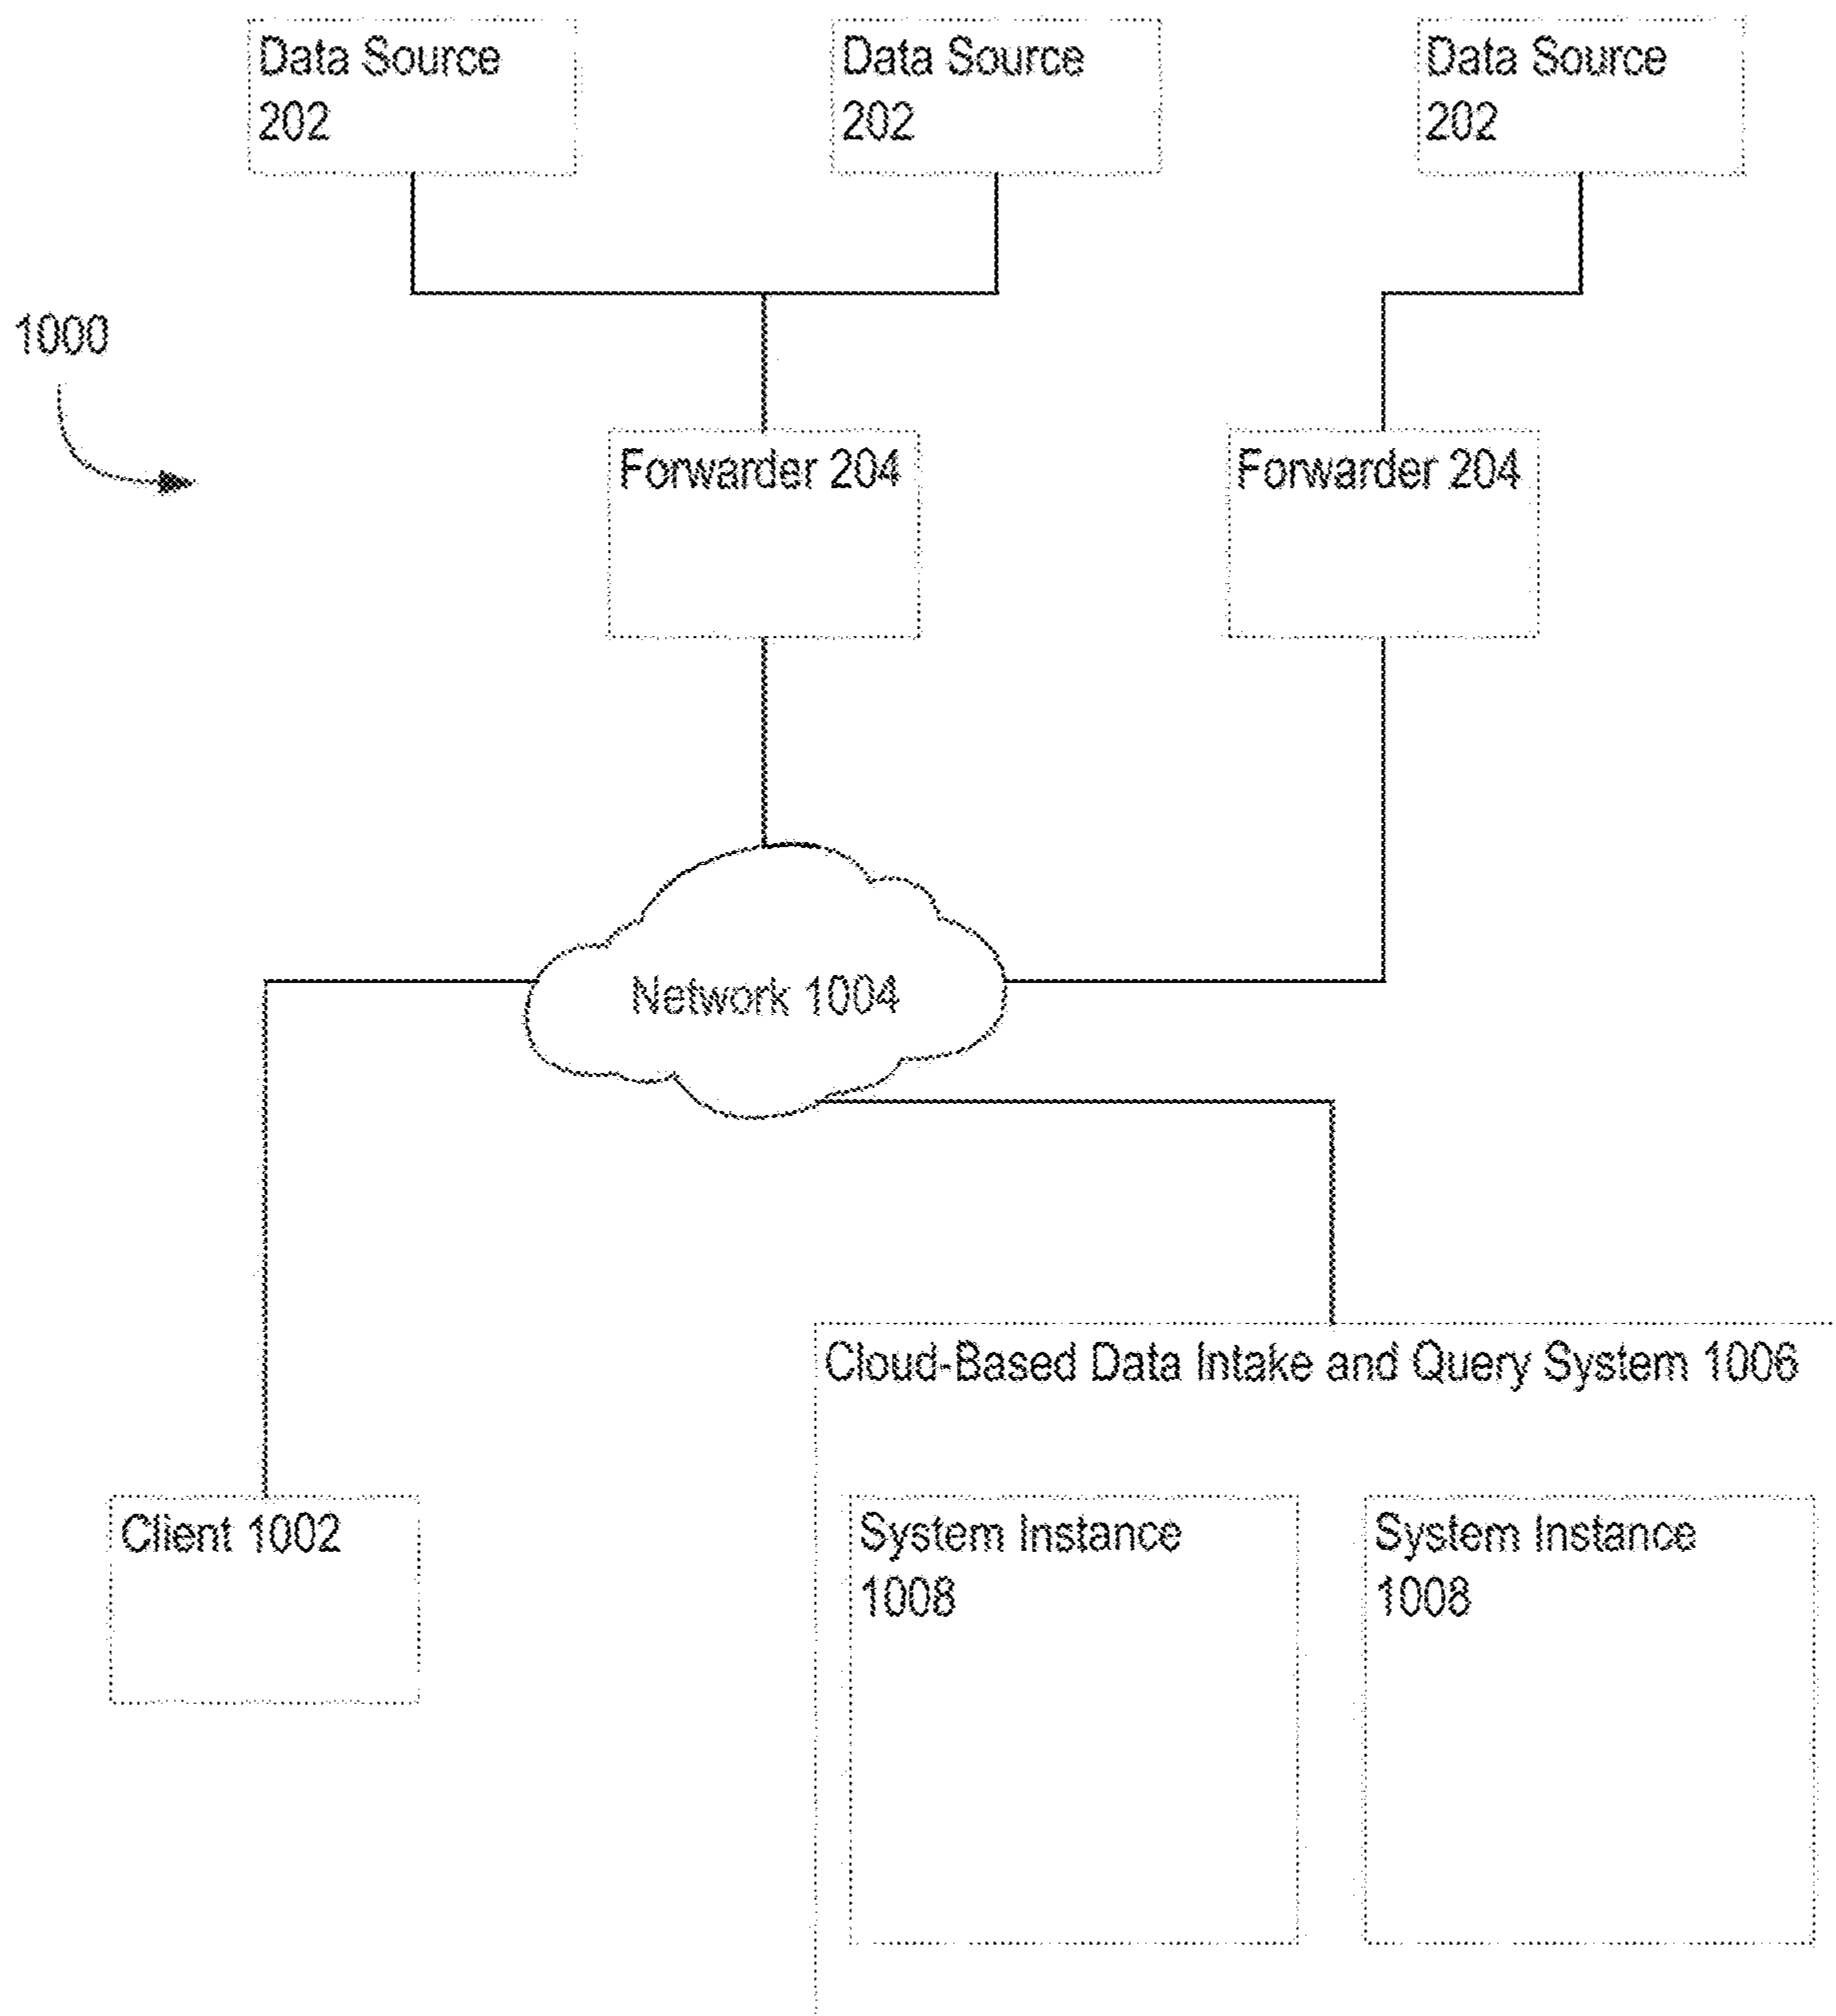 Data Source
202
Data Source
202
Data Source
202
1000
Forwarder 204
Forwarder 204
Network 1004
Cloud-Based Data Intake and Query System 1006
Client 1002
System Instance
1008
System Instance
1008